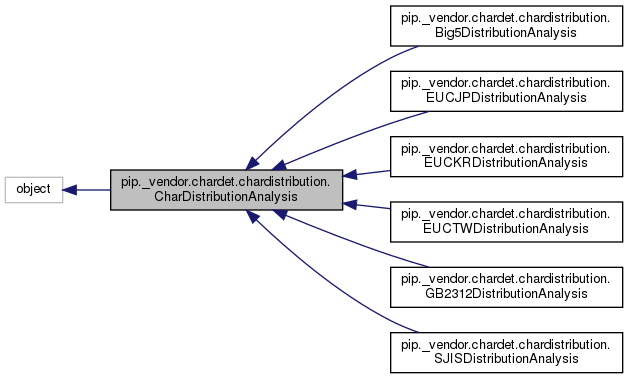 object
pip._vendor.chardet.chardistribution.
CharDistributionAnalysis
pip._vendor.chardet.chardistribution.
Big5DistributionAnalysis
pip._vendor.chardet.chardistribution.
EUCJPDistributionAnalysis
pip._vendor.chardet.chardistribution.
EUCKRDistributionAnalysis
pip._vendor.chardet.chardistribution.
EUCTWDistributionAnalysis
pip._vendor.chardet.chardistribution.
GB2312DistributionAnalysis
pip._vendor.chardet.chardistribution.
SJISDistributionAnalysis